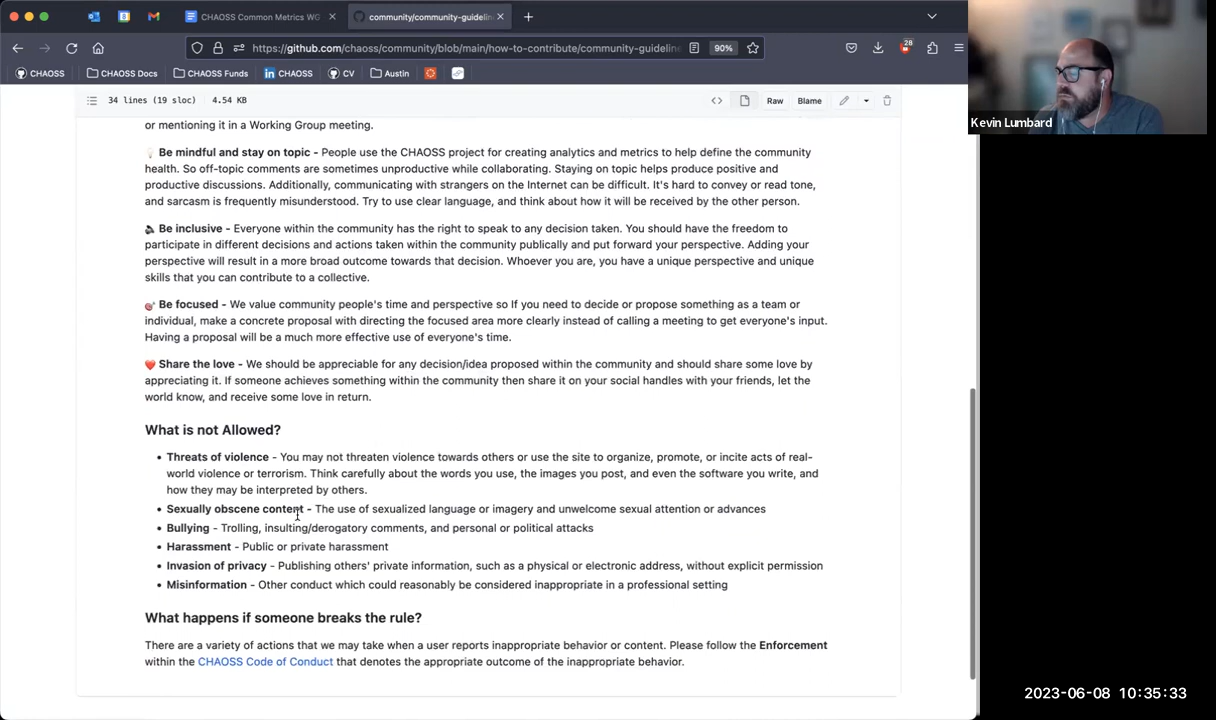 CHAOSS Common Metrics WG
community/community-guidelin
https://github.com/chaoss/community/blob/main/how-to-contribute/community-guideline
90%
28
CHAOSS
CHAOSS Docs
CHAOSS Funds
CHAOSS
CV
Austin
Kevin Lumbard
34 lines (19 sloc)
4.54 KB
Raw
Blame
or mentioning it in a Working Group meeting.
Be mindful and stay on topic - People use the CHAOSS project for creating analytics and metrics to help define the community
health. So off-topic comments are sometimes unproductive while collaborating. Staying on topic helps produce positive and
productive discussions. Additionally, communicating with strangers on the Internet can be difficult. It's hard to convey or read tone,
and sarcasm is frequently misunderstood. Try to use clear language, and think about how it will be received by the other person.
Be inclusive - Everyone within the community has the right to speak to any decision taken. You should have the freedom to
participate in different decisions and actions taken within the community publically and put forward your perspective. Adding your
perspective will result in a more broad outcome towards that decision. Whoever you are, you have a unique perspective and unique
skills that you can contribute to a collective.
Be focused - We value community people's time and perspective so If you need to decide or propose something as a team or
individual, make a concrete proposal with directing the focused area more clearly instead of calling a meeting to get everyone's input.
Having a proposal will be a much more effective use of everyone's time.
Share the love - We should be appreciable for any decision/idea proposed within the community and should share some love by
appreciating it. If someone achieves something within the community then share it on your social handles with your friends, let the
world know, and receive some love in return.
What is not Allowed?
• Threats of violence - You may not threaten violence towards others or use the site to organize, promote, or incite acts of real-
world violence or terrorism. Think carefully about the words you use, the images you post, and even the software you write, and
how they may be interpreted by others.
• Sexually obscene content - The use of sexualized language or imagery and unwelcome sexual attention or advances
• Bullying - Trolling, insulting/derogatory comments, and personal or political attacks
• Harassment - Public or private harassment
• Invasion of privacy - Publishing others' private information, such as a physical or electronic address, without explicit permission
• Misinformation - Other conduct which could reasonably be considered inappropriate in a professional setting
What happens if someone breaks the rule?
There are a variety of actions that we may take when a user reports inappropriate behavior or content. Please follow the Enforcement
within the CHAOSS Code of Conduct that denotes the appropriate outcome of the inappropriate behavior.
2023-06-08 10:35:33